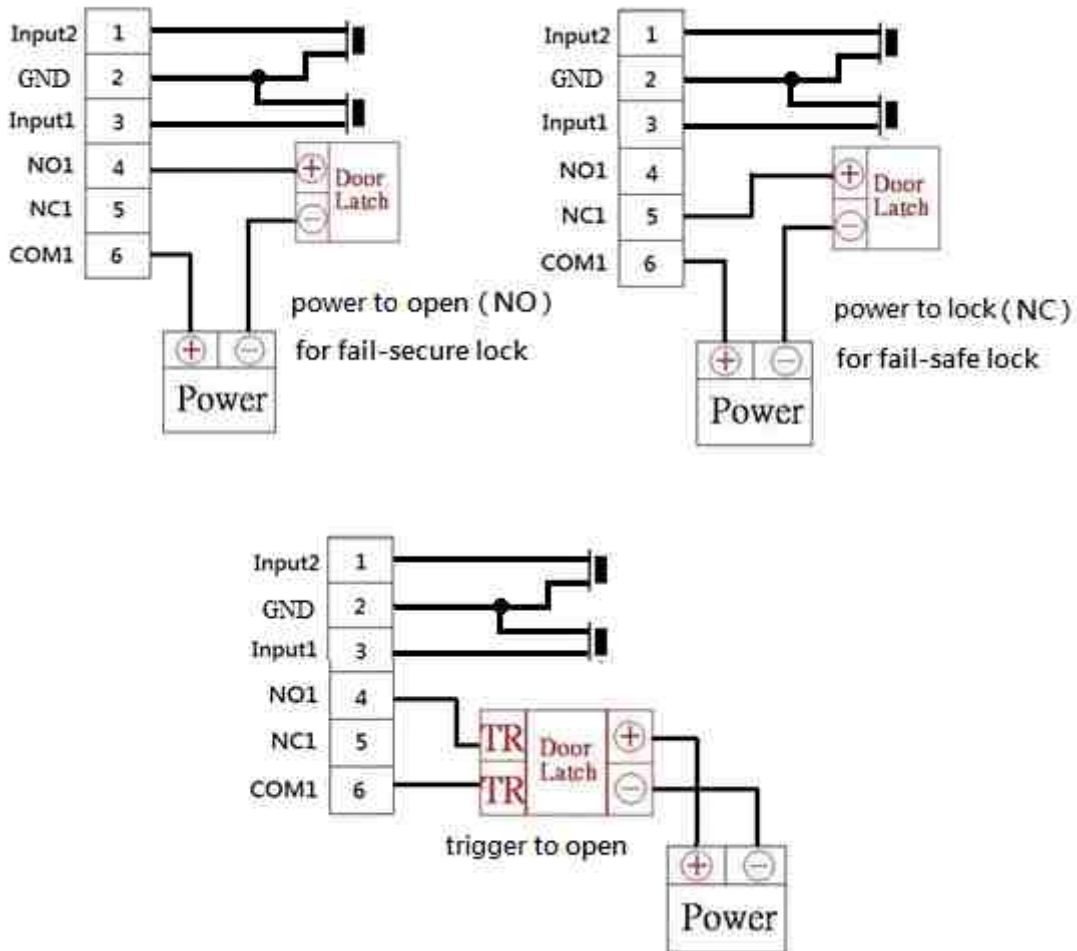 Input2 1
GND 2
Input1 3
NO1 4
NC1 5
COM1 6
+ Door
− Latch
power to open (NO)
for fail-secure lock
+ −
Power
Input2 1
GND 2
Input1 3
NO1 4
NC1 5
COM1 6
+ Door
− Latch
power to lock (NC)
for fail-safe lock
+ −
Power
Input2 1
GND 2
Input1 3
NO1 4
NC1 5
COM1 6
TR Door +
TR Latch −
trigger to open
+ −
Power